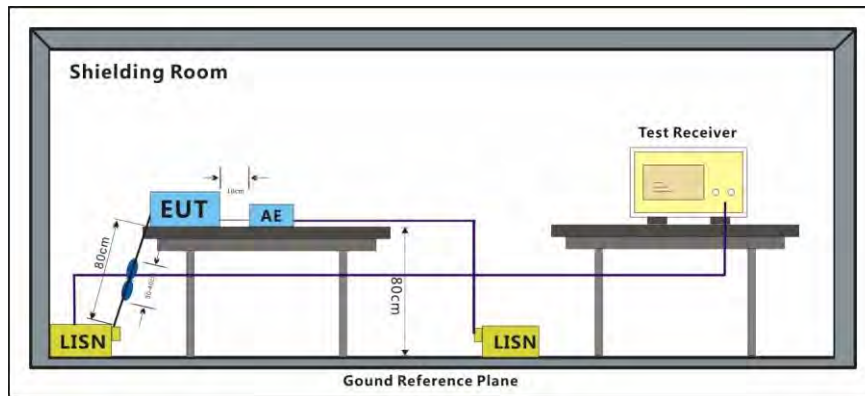 Shielding Room
Test Receiver
10cm
EUT
AE
80cm
80cm
LISN
LISN
Gound Reference Plane